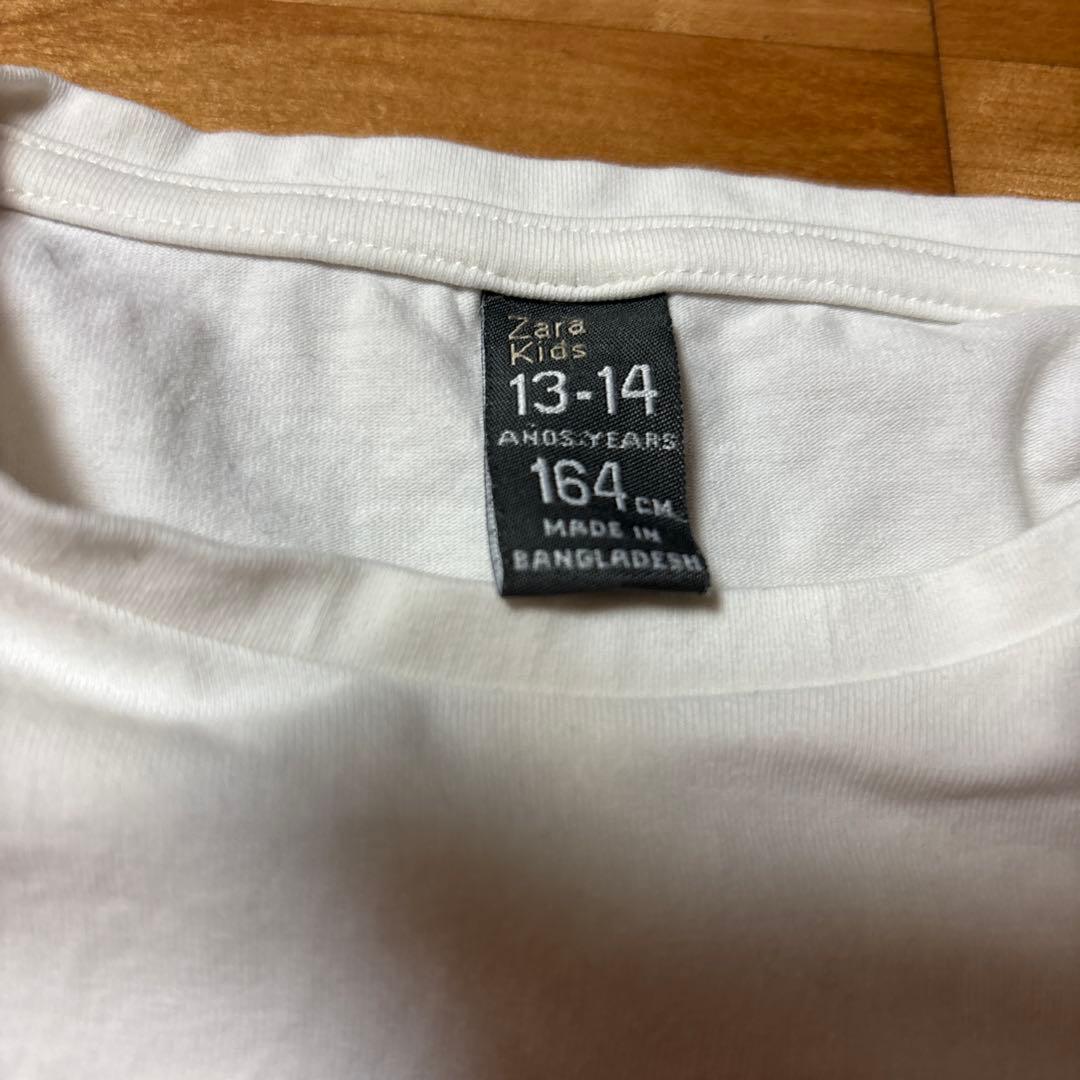 Zara
Kids
13-14
AÑOS.YEARS
164 CM
MADE IN
BANGLADESH